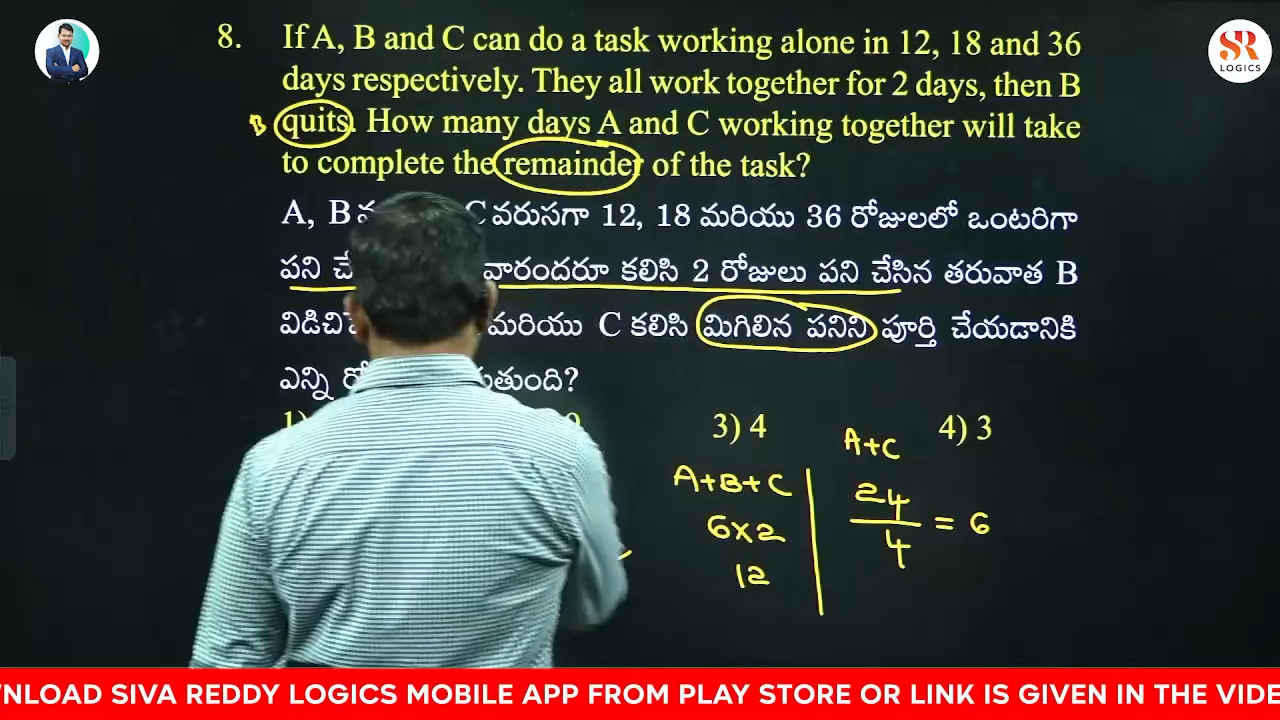 SR
LOGICS
8. If A, B and C can do a task working alone in 12, 18 and 36
days respectively. They all work together for 2 days, then B
B quits. How many days A and C working together will take
to complete the remainder of the task?
A, B C వరుసగా 12, 18 మరియు 36 రోజులలో ఒంటరిగా
పని వారందరూ కలిసి 2 రోజులు పని చేసిన తరువాత B
మరియు C కలిసి మిగిలిన పనిని పూర్తి చేయడానికి
ఎన్ని
1) 3) 4 4) 3
A+B+C
6×2
12
A+C
24
4
= 6
WNLOAD SIVA REDDY LOGICS MOBILE APP FROM PLAY STORE OR LINK IS GIVEN IN THE VIDE